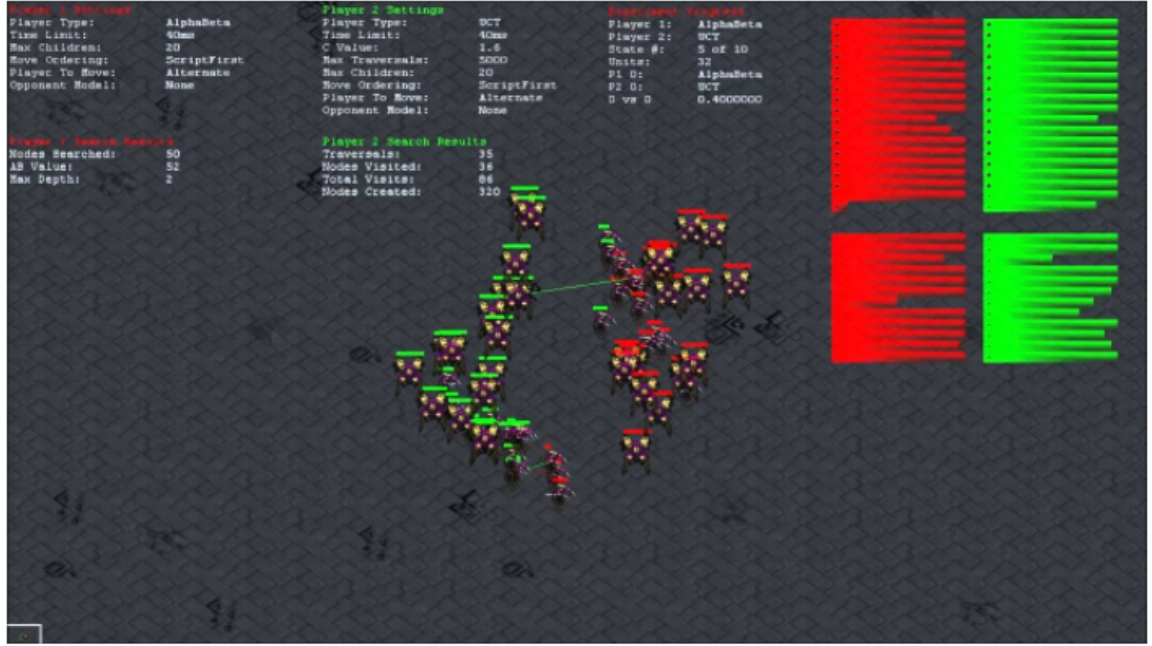 Player 1 Settings
Player Type: AlphaBeta
Time Limit: 40ms
Max Children: 20
Move Ordering: ScriptFirst
Player To Move: Alternate
Opponent Model: None
Player 1 Search Results
Nodes Searched: 50
AB Value: 52
Max Depth: 2
Player 2 Settings
Player Type: UCT
Time Limit: 40ms
C Value: 1.6
Max Traversals: 5000
Max Children: 20
Move Ordering: ScriptFirst
Player To Move: Alternate
Opponent Model: None
Player 2 Search Results
Traversals: 35
Nodes Visited: 36
Total Visits: 86
Nodes Created: 320
Experiment Progress
Player 1: AlphaBeta
Player 2: UCT
State #: 5 of 10
Units: 32
P1 0: AlphaBeta
P2 0: UCT
0 vs 0 0.4000000